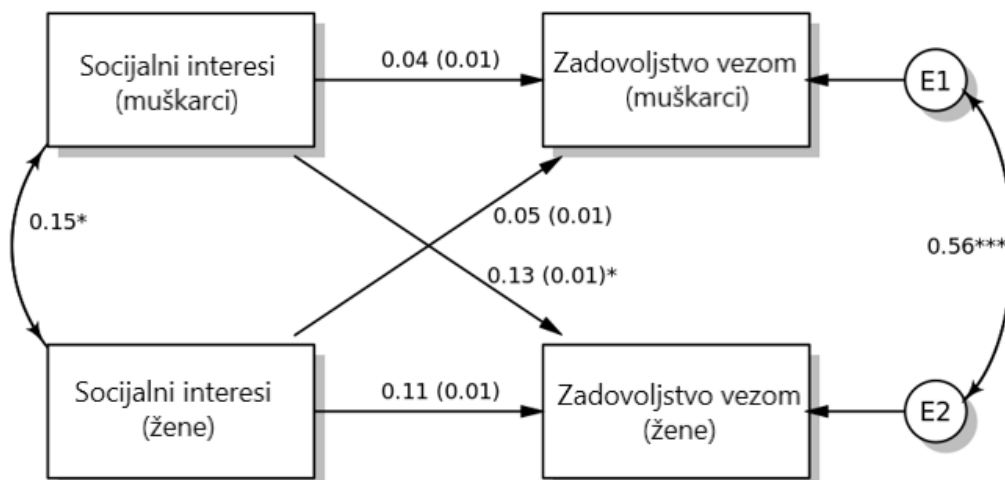 Socijalni interesi
(muškarci)
0.04 (0.01)
Zadovoljstvo vezom
(muškarci)
E1
0.15*
0.05 (0.01)
0.13 (0.01)*
0.56***
Socijalni interesi
(žene)
0.11 (0.01)
Zadovoljstvo vezom
(žene)
E2